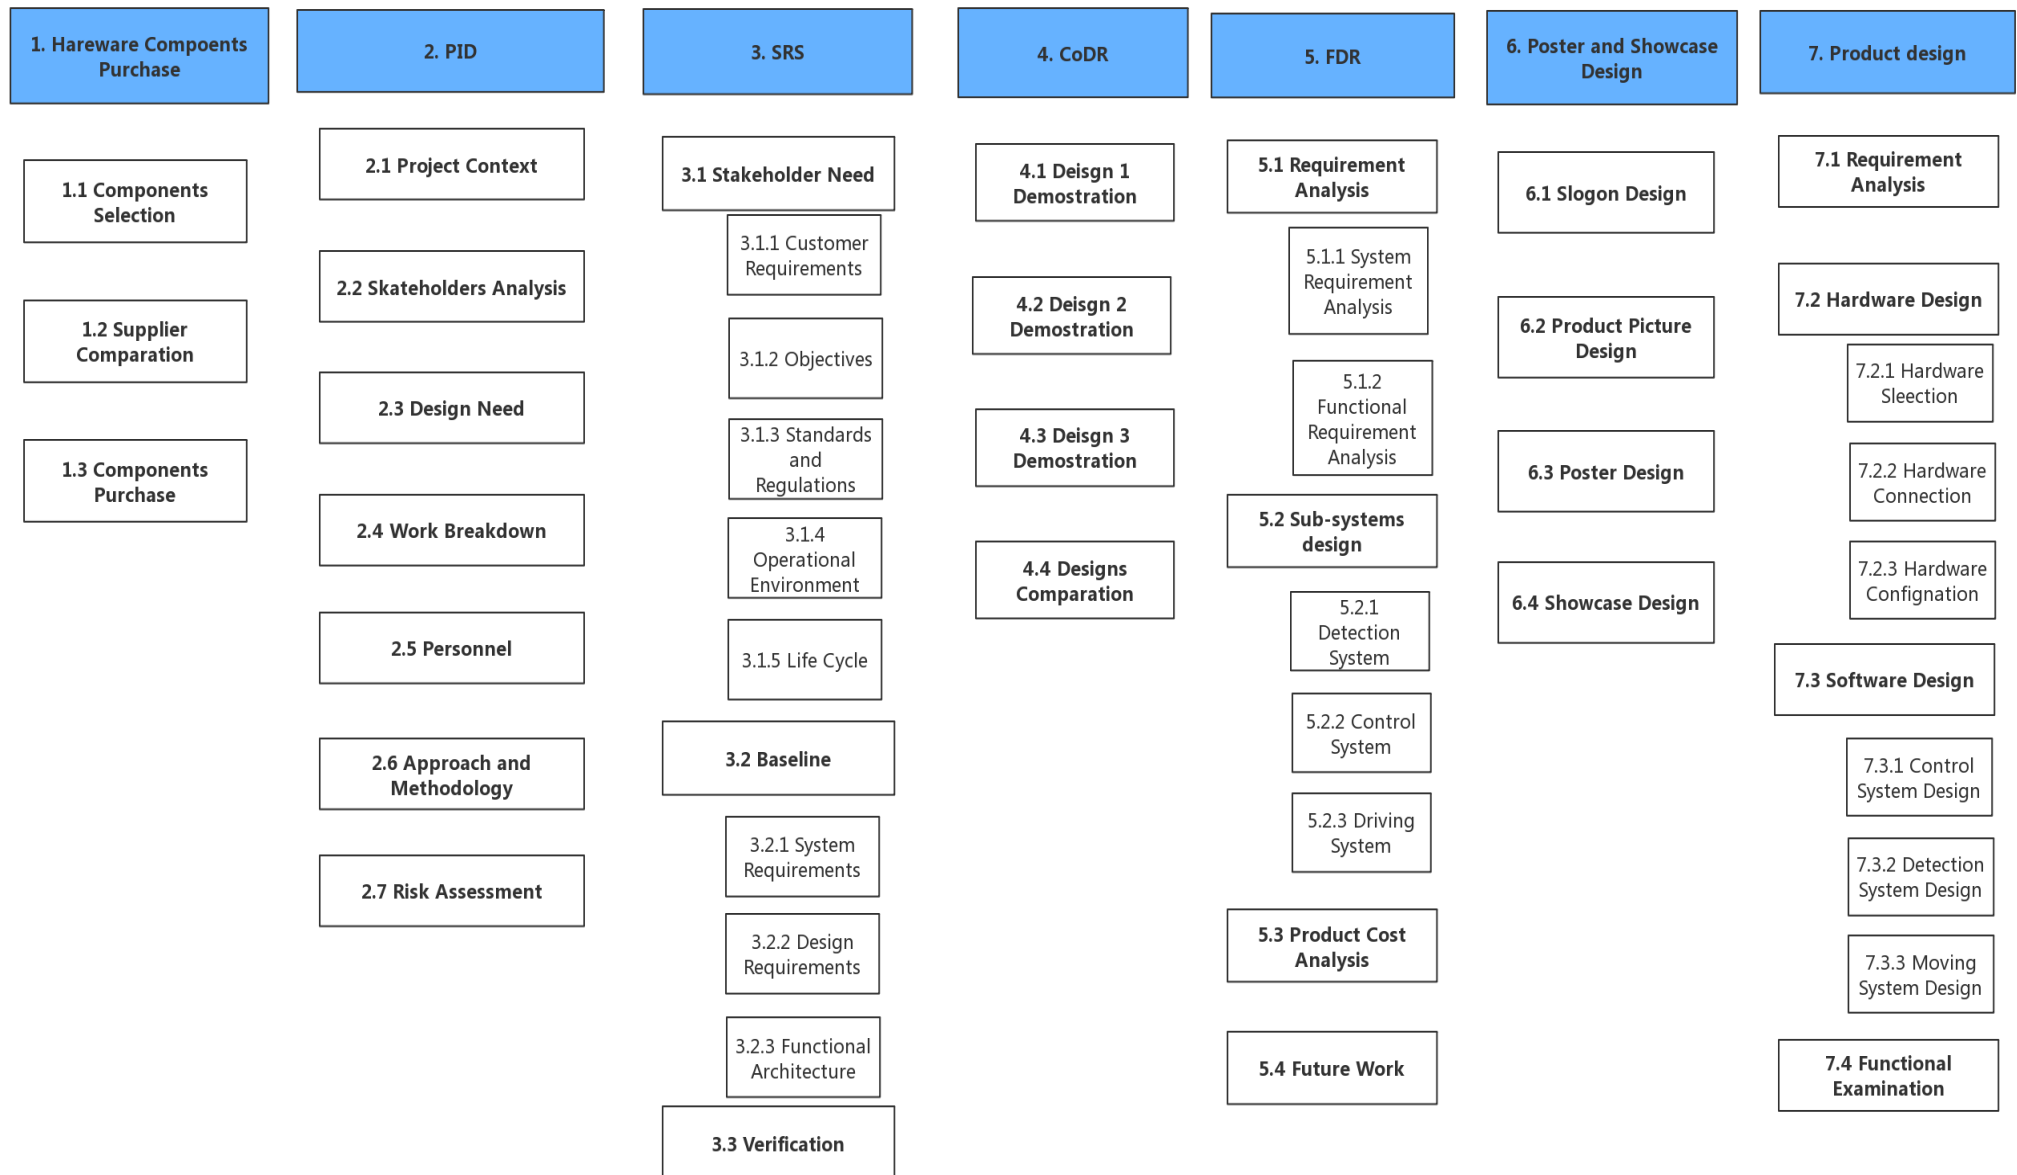 1. Hareware Compoents
Purchase
1.1 Components
Selection
1.2 Supplier
Comparation
1.3 Components
Purchase
2. PID
2.1 Project Context
2.2 Skateholders Analysis
2.3 Design Need
2.4 Work Breakdown
2.5 Personnel
2.6 Approach and
Methodology
2.7 Risk Assessment
3. SRS
3.1 Stakeholder Need
3.1.1 Customer
Requirements
3.1.2 Objectives
3.1.3 Standards
and
Regulations
3.1.4
Operational
Environment
3.1.5 Life Cycle
3.2 Baseline
3.2.1 System
Requirements
3.2.2 Design
Requirements
3.2.3 Functional
Architecture
3.3 Verification
4. CoDR
4.1 Deisgn 1
Demostration
4.2 Deisgn 2
Demostration
4.3 Deisgn 3
Demostration
4.4 Designs
Comparation
5. FDR
5.1 Requirement
Analysis
5.1.1 System
Requirement
Analysis
5.1.2
Functional
Requirement
Analysis
5.2 Sub-systems
design
5.2.1
Detection
System
5.2.2 Control
System
5.2.3 Driving
System
5.3 Product Cost
Analysis
5.4 Future Work
6. Poster and Showcase
Design
6.1 Slogon Design
6.2 Product Picture
Design
6.3 Poster Design
6.4 Showcase Design
7. Product design
7.1 Requirement
Analysis
7.2 Hardware Design
7.2.1 Hardware
Sleection
7.2.2 Hardware
Connection
7.2.3 Hardware
Confignation
7.3 Software Design
7.3.1 Control
System Design
7.3.2 Detection
System Design
7.3.3 Moving
System Design
7.4 Functional
Examination